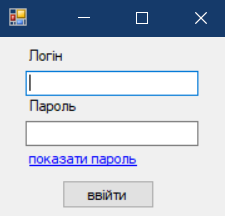 Логін
Пароль
показати пароль
ввійти